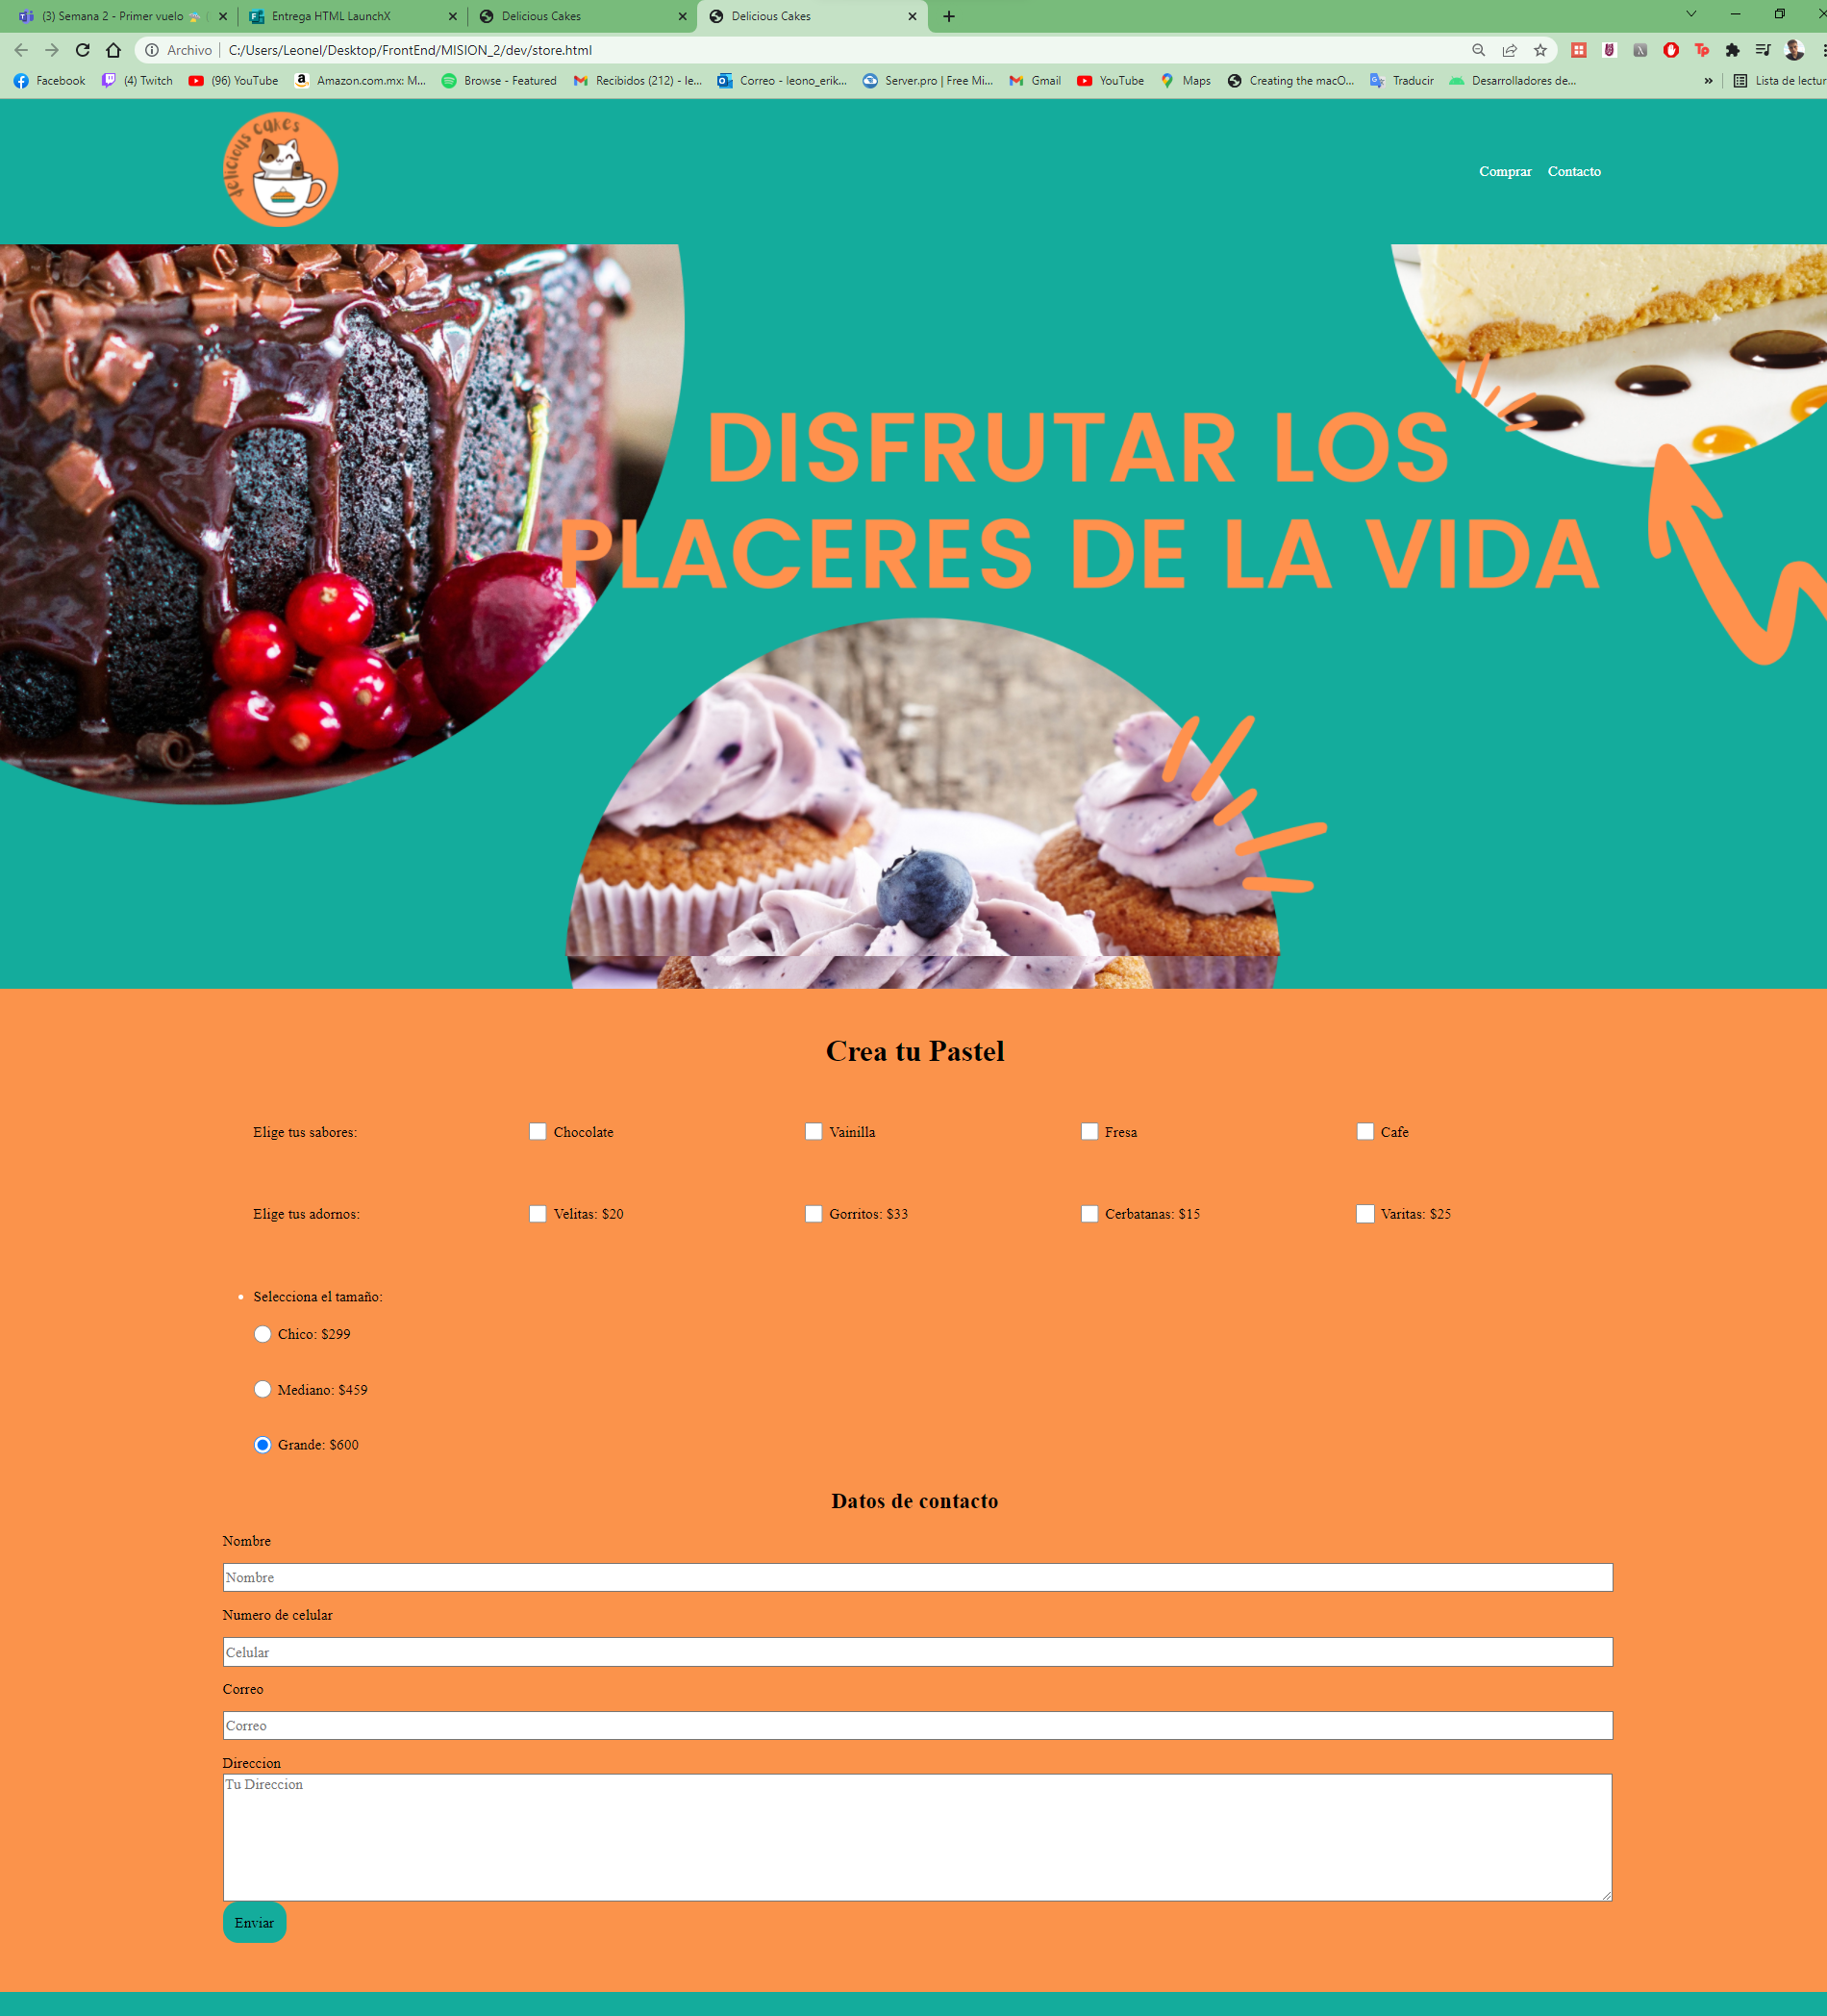 (3) Semana 2 - Primer vuelo
Entrega HTML LaunchX
Delicious Cakes
Delicious Cakes
Archivo
C:/Users/Leonel/Desktop/FrontEnd/MISION_2/dev/store.html
Facebook
(4) Twitch
(96) YouTube
Amazon.com.mx: M...
Browse - Featured
Recibidos (212) - le...
Correo - leono_erik...
Server.pro | Free Mi...
Gmail
YouTube
Maps
Creating the macO...
Traducir
Desarrolladores de...
»
Lista de lectur
delicious cakes
Comprar Contacto
DISFRUTAR LOS
PLACERES DE LA VIDA
Crea tu Pastel
Elige tus sabores: Chocolate Vainilla Fresa Cafe
Elige tus adornos: Velitas: $20 Gorritos: $33 Cerbatanas: $15 Varitas: $25
Selecciona el tamaño:
Chico: $299
Mediano: $459
Grande: $600
Datos de contacto
Nombre
Nombre
Numero de celular
Celular
Correo
Correo
Direccion
Tu Direccion
Enviar